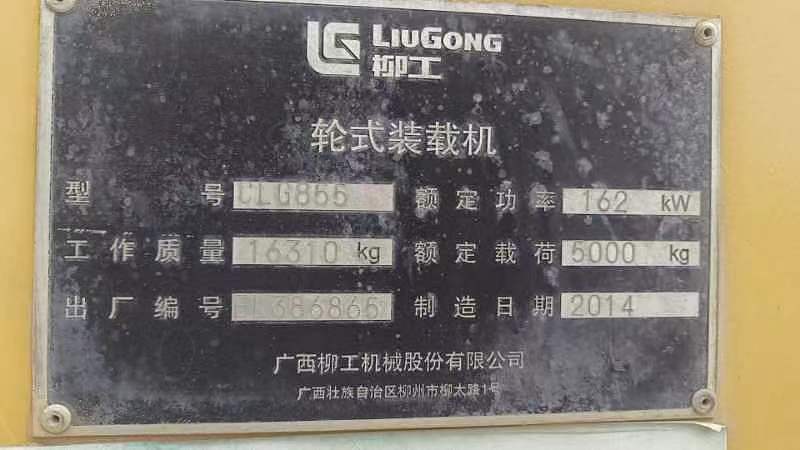 LG LIUGONG
柳工
轮式装载机
型号 CLG855 额定功率 162 kW
工作质量 16310 kg 额定载荷 5000 kg
出厂编号 L386865 制造日期 2014
广西柳工机械股份有限公司
广西壮族自治区柳州市柳太路1号